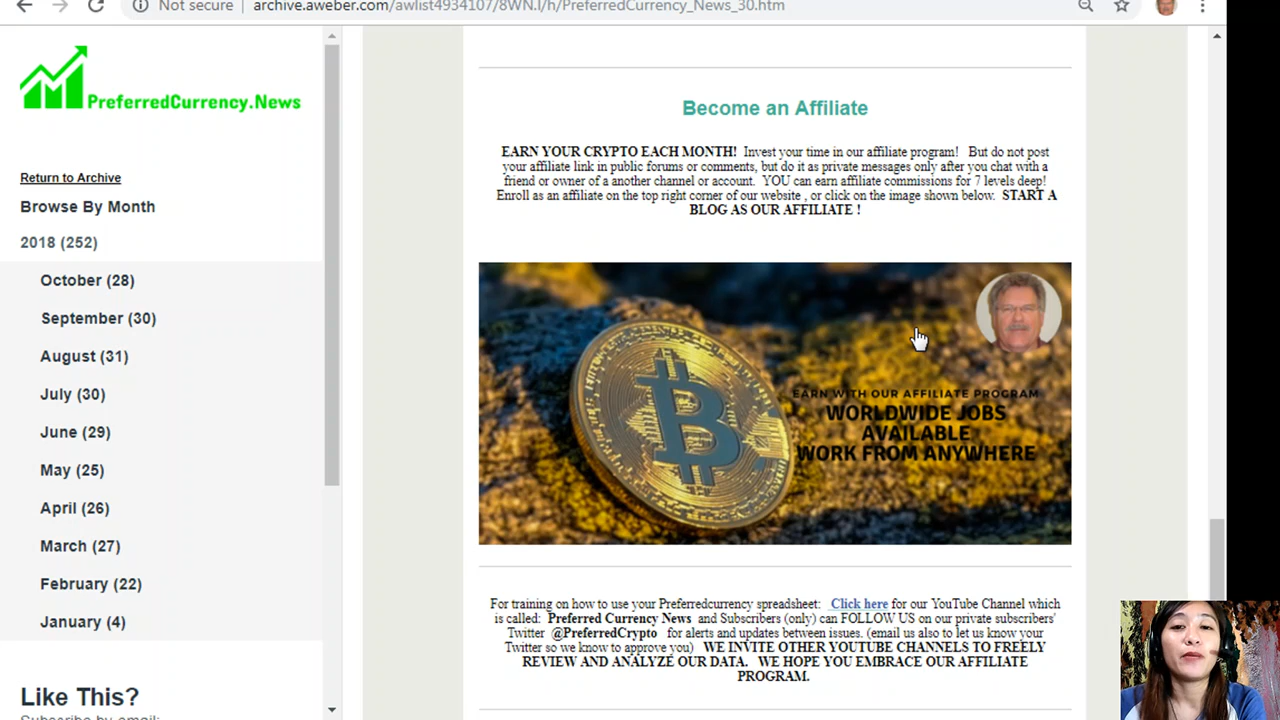 Not secure archive.aweber.com/awlist4934107/8WN.I/h/PreferredCurrency_News_30.htm
PreferredCurrency.News
Return to Archive
Browse By Month
2018 (252)
October (28)
September (30)
August (31)
July (30)
June (29)
May (25)
April (26)
March (27)
February (22)
January (4)
Like This?
Subscribe by email:
Become an Affiliate
EARN YOUR CRYPTO EACH MONTH! Invest your time in our affiliate program! But do not post
your affiliate link in public forums or comments, but do it as private messages only after you chat with a
friend or owner of a another channel or account. YOU can earn affiliate commissions for 7 levels deep!
Enroll as an affiliate on the top right corner of our website , or click on the image shown below. START A
BLOG AS OUR AFFILIATE !
EARN WITH OUR AFFILIATE PROGRAM
WORLDWIDE JOBS
AVAILABLE
WORK FROM ANYWHERE
For training on how to use your Preferredcurrency spreadsheet: Click here for our YouTube Channel which
is called: Preferred Currency News and Subscribers (only) can FOLLOW US on our private subscribers'
Twitter @PreferredCrypto for alerts and updates between issues. (email us also to let us know your
Twitter so we know to approve you) WE INVITE OTHER YOUTUBE CHANNELS TO FREELY
REVIEW AND ANALYZE OUR DATA. WE HOPE YOU EMBRACE OUR AFFILIATE
PROGRAM.